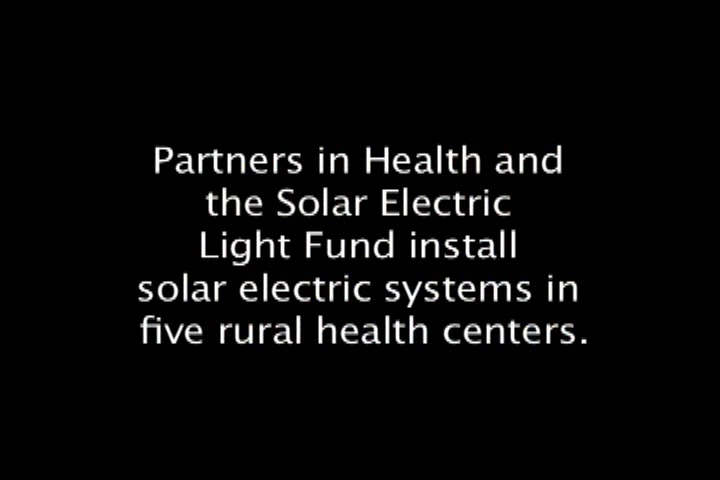 Partners in Health and
the Solar Electric
Light Fund install
solar electric systems in
five rural health centers.